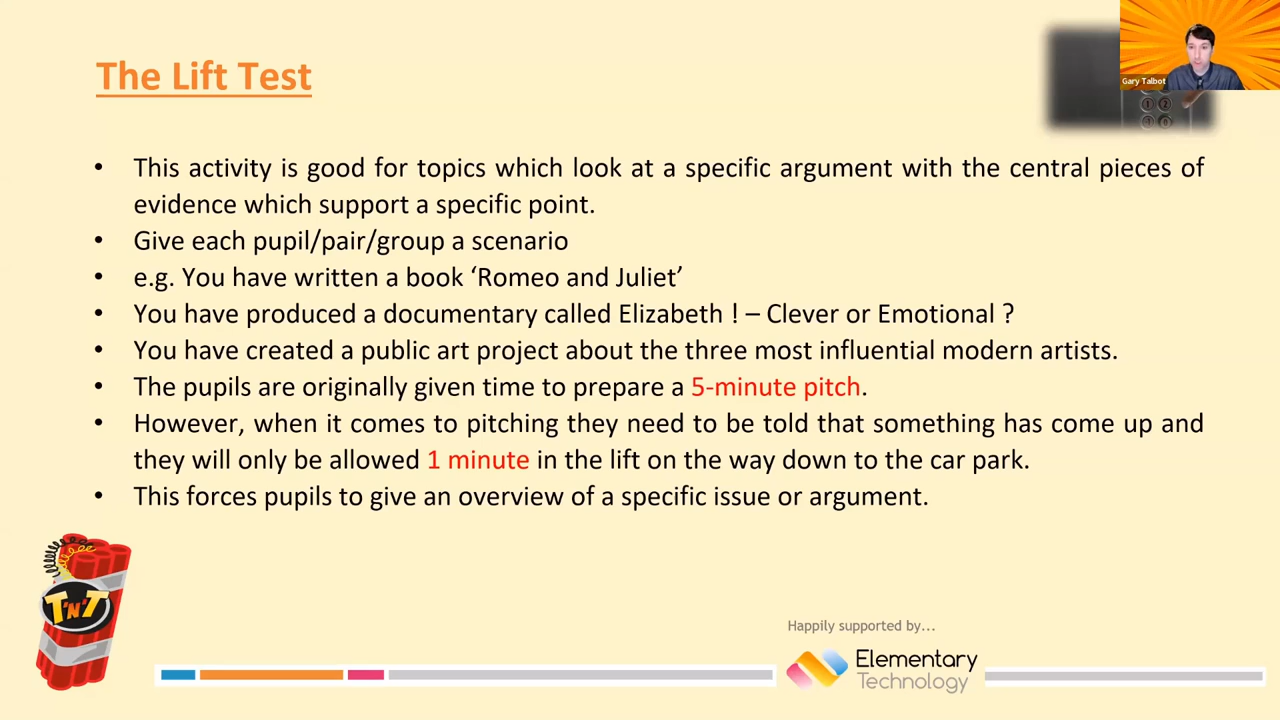 The Lift Test
Gary Talbot
1 2
• This activity is good for topics which look at a specific argument with the central pieces of
evidence which support a specific point.
• Give each pupil/pair/group a scenario
• e.g. You have written a book ‘Romeo and Juliet’
• You have produced a documentary called Elizabeth ! – Clever or Emotional ?
• You have created a public art project about the three most influential modern artists.
• The pupils are originally given time to prepare a 5-minute pitch.
• However, when it comes to pitching they need to be told that something has come up and
they will only be allowed 1 minute in the lift on the way down to the car park.
• This forces pupils to give an overview of a specific issue or argument.
T'N'T
Happily supported by...
Elementary
Technology